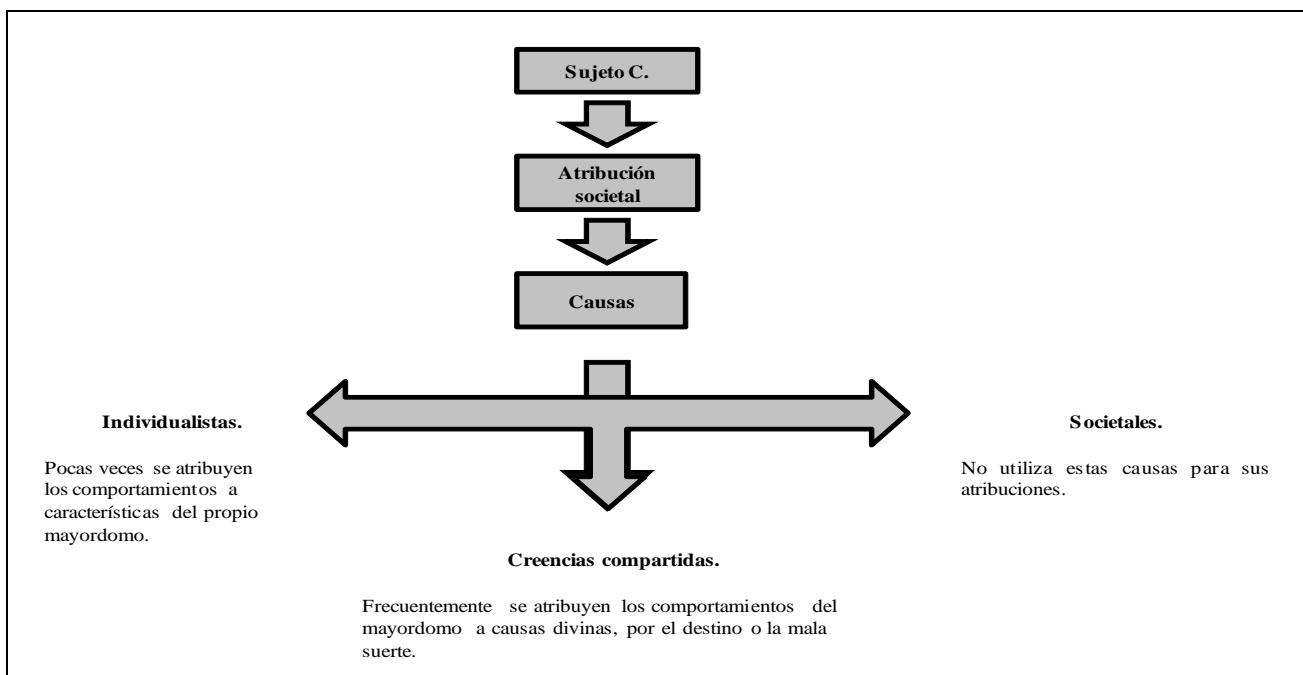 Sujeto C.
Atribución
societal
Causas
Individualistas.
Pocas veces se atribuyen
los comportamientos a
características del propio
mayordomo.
Societales.
No utiliza estas causas para sus
atribuciones.
Creencias compartidas.
Frecuentemente se atribuyen los comportamientos del
mayordomo a causas divinas, por el destino o la mala
suerte.